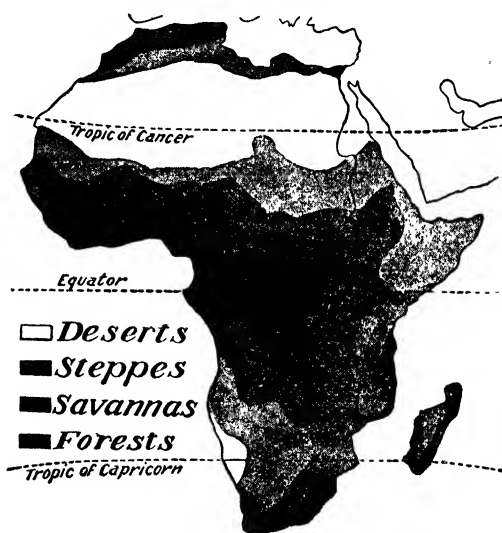 Tropic of Cancer
Equator
Deserts
Steppes
Savannas
Forests
Tropic of Capricorn